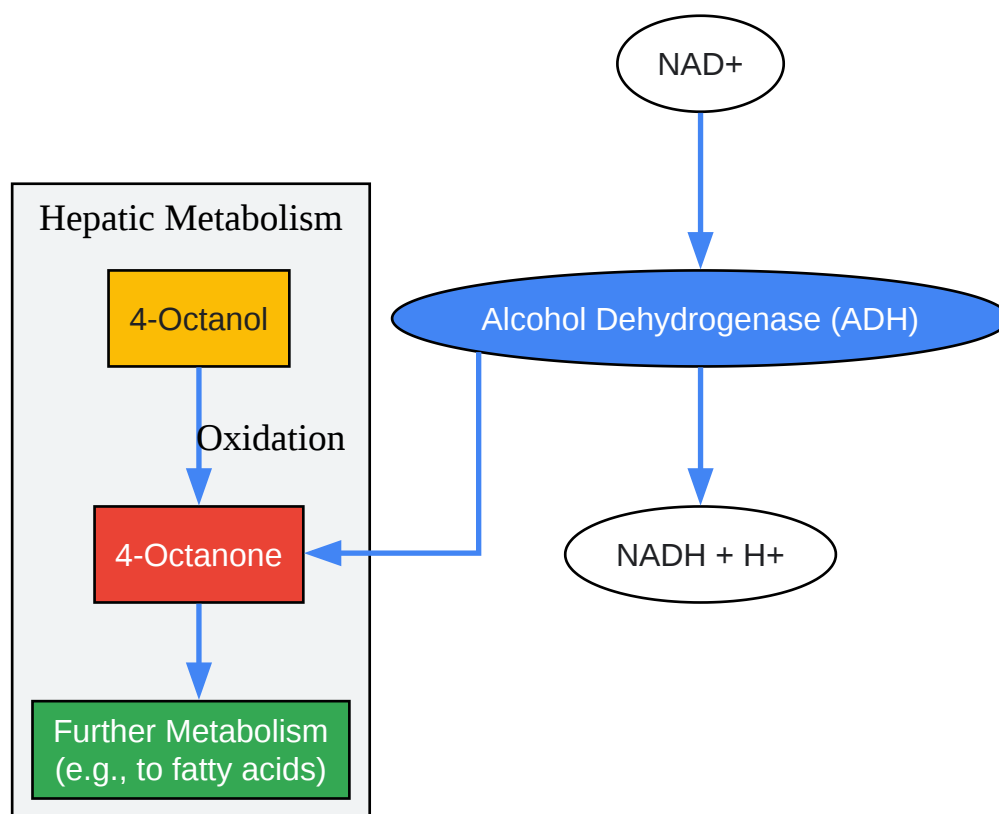 NAD+
Hepatic Metabolism
4-Octanol
Alcohol Dehydrogenase (ADH)
Oxidation
4-Octanone
NADH + H+
Further Metabolism
(e.g., to fatty acids)